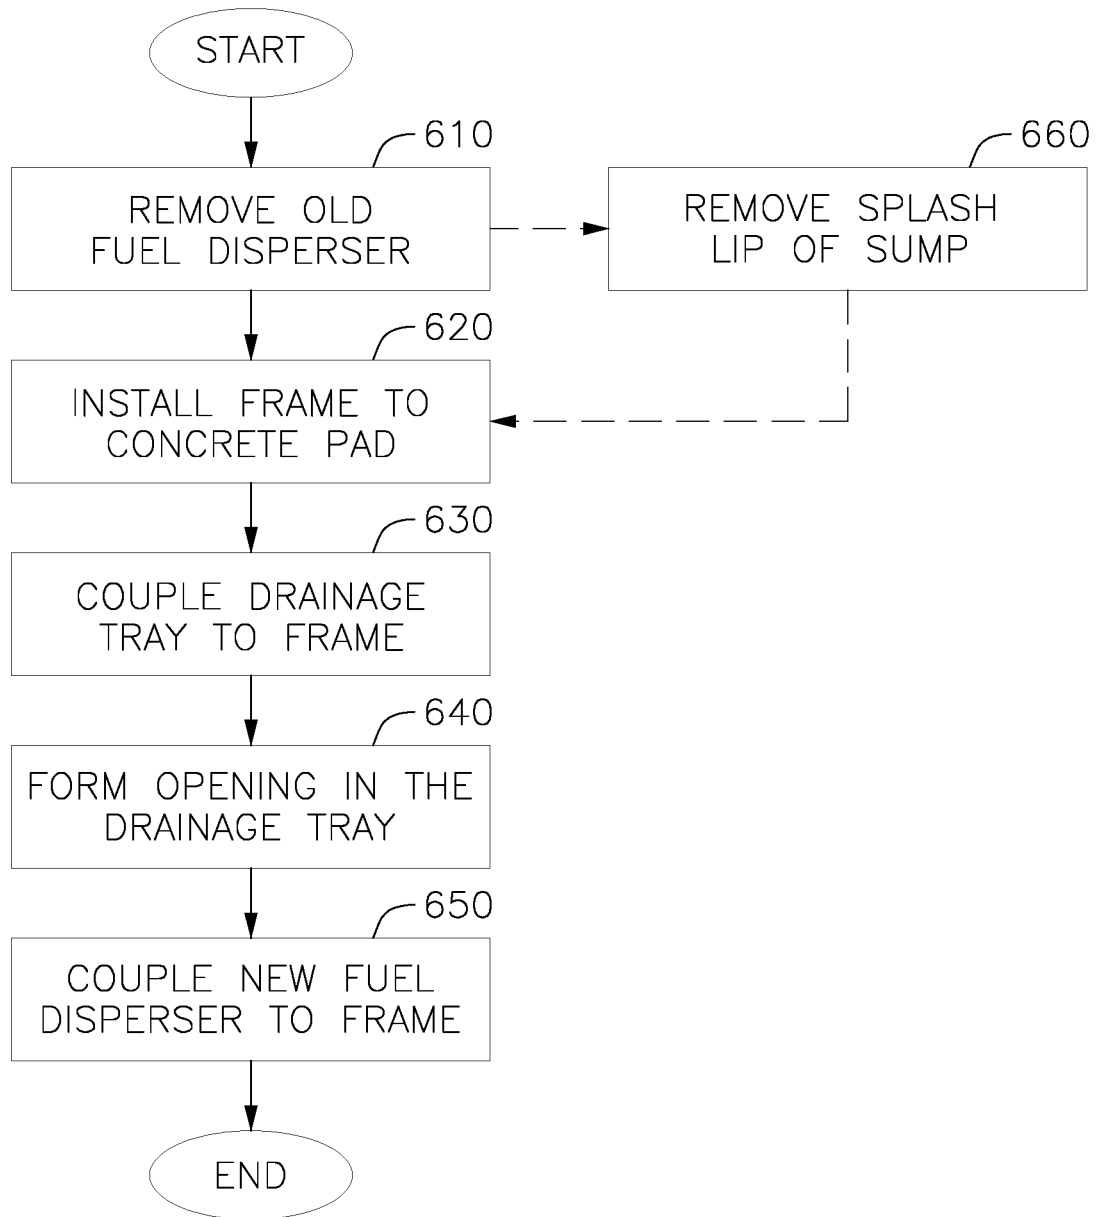 START
610
REMOVE OLD
FUEL DISPERSER
660
REMOVE SPLASH
LIP OF SUMP
620
INSTALL FRAME TO
CONCRETE PAD
630
COUPLE DRAINAGE
TRAY TO FRAME
640
FORM OPENING IN THE
DRAINAGE TRAY
650
COUPLE NEW FUEL
DISPERSER TO FRAME
END